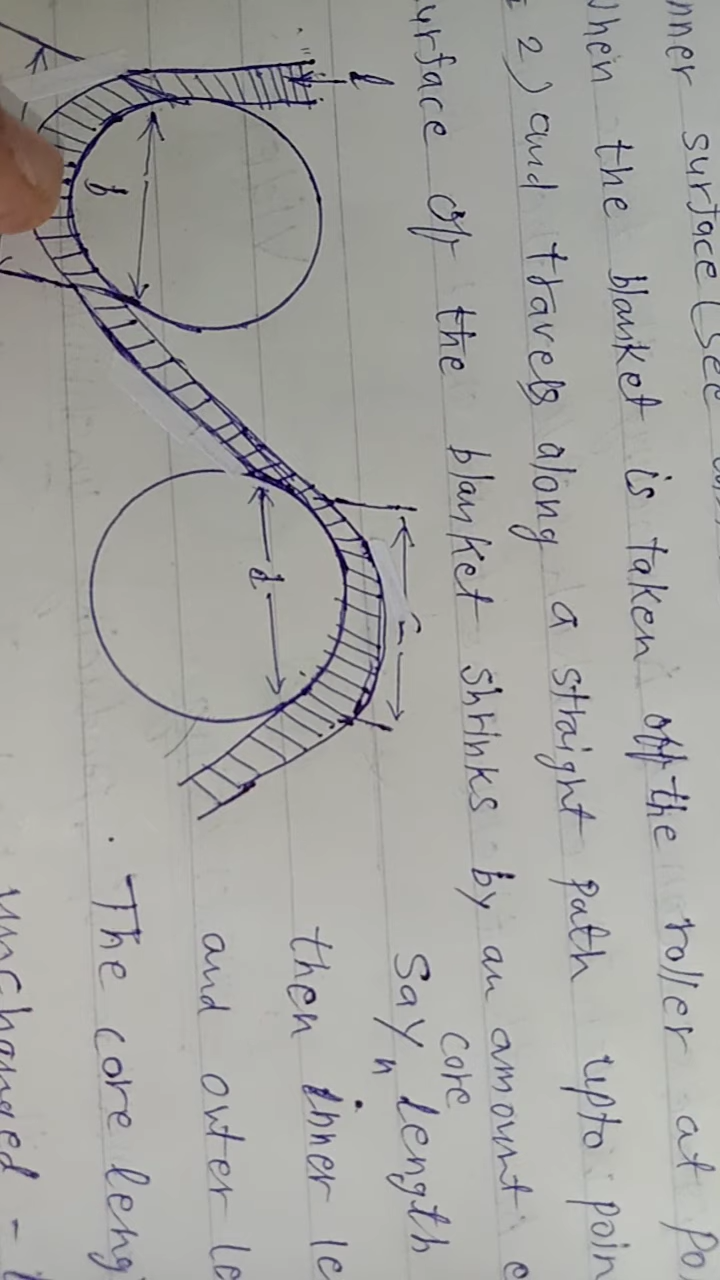 nner surface (see
when the blanket is taken off the roller at po
2) and travels along a straight path upto poin
urface of the blanket shrinks by an amount
core
Say n length
then inner le
and outer le
The core leng
unchanged -
t
f
d